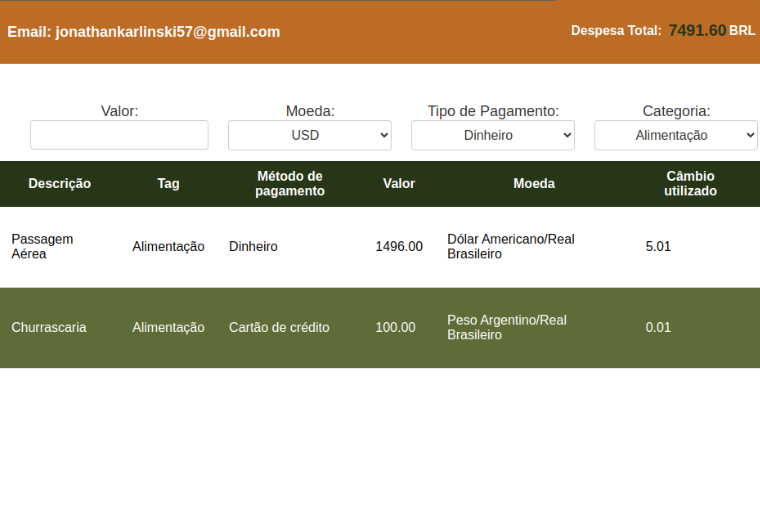 Email: jonathankarlinski57@gmail.com
Despesa Total: 7491.60 BRL
Valor: Moeda: Tipo de Pagamento: Categoria:
USD Dinheiro Alimentação
Descrição Tag Método de pagamento Valor Moeda Câmbio utilizado
Passagem Aérea Alimentação Dinheiro 1496.00 Dólar Americano/Real Brasileiro 5.01
Churrascaria Alimentação Cartão de crédito 100.00 Peso Argentino/Real Brasileiro 0.01